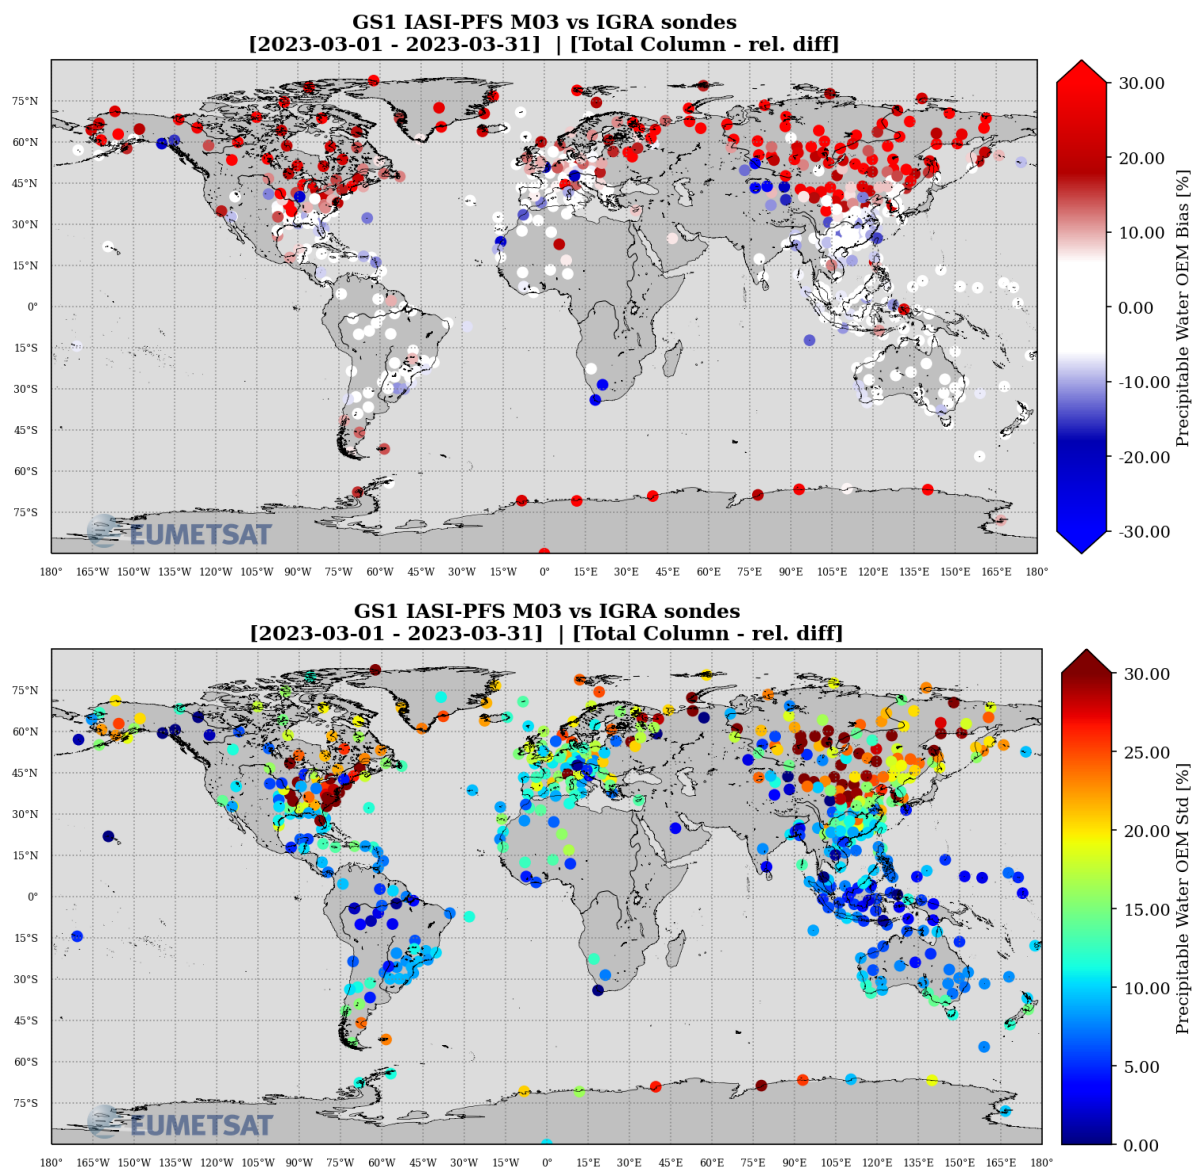 GS1 IASI-PFS M03 vs IGRA sondes
[2023-03-01 - 2023-03-31] | [Total Column - rel. diff]
75°N
60°N
45°N
30°N
15°N
0°
15°S
30°S
45°S
60°S
75°S
EUMETSAT
180° 165°W 150°W 135°W 120°W 105°W 90°W 75°W 60°W 45°W 30°W 15°W 0° 15°E 30°E 45°E 60°E 75°E 90°E 105°E 120°E 135°E 150°E 165°E 180°
30.00
20.00
10.00
0.00
-10.00
-20.00
-30.00
Precipitable Water OEM Bias [%]
GS1 IASI-PFS M03 vs IGRA sondes
[2023-03-01 - 2023-03-31] | [Total Column - rel. diff]
75°N
60°N
45°N
30°N
15°N
0°
15°S
30°S
45°S
60°S
75°S
EUMETSAT
180° 165°W 150°W 135°W 120°W 105°W 90°W 75°W 60°W 45°W 30°W 15°W 0° 15°E 30°E 45°E 60°E 75°E 90°E 105°E 120°E 135°E 150°E 165°E 180°
30.00
25.00
20.00
15.00
10.00
5.00
0.00
Precipitable Water OEM Std [%]